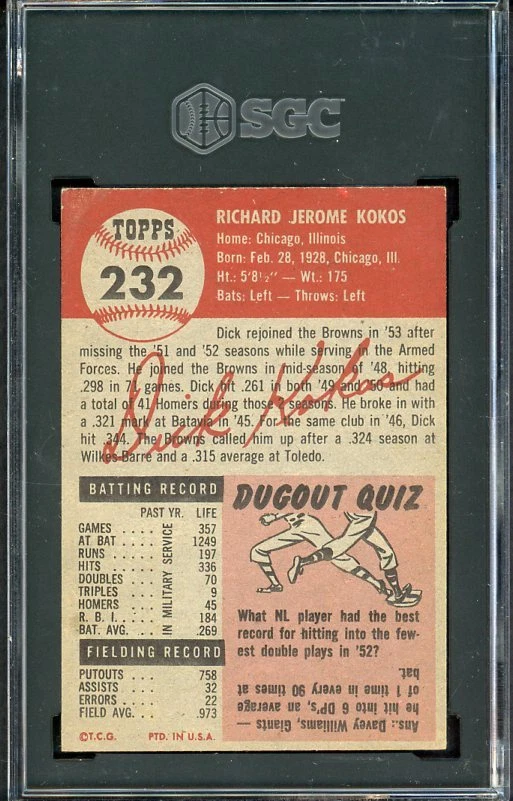 SGC
TOPPS
232
RICHARD JEROME KOKOS
Home: Chicago, Illinois
Born: Feb. 28, 1928, Chicago, Ill.
Ht.: 5'8½" — Wt.: 175
Bats: Left — Throws: Left
Dick rejoined the Browns in '53 after
missing the '51 and '52 seasons while serving in the Armed
Forces. He joined the Browns in mid-season of '48, hitting
.298 in 71 games. Dick hit .261 in both '49 and '50 and had
a total of 41 Homers during those 2 seasons. He broke in with
a .321 mark at Batavia in '45. For the same club in '46, Dick
hit .344. The Browns called him up after a .324 season at
Wilkes-Barre and a .315 average at Toledo.
Dick Kokos
BATTING RECORD
PAST YR. LIFE
GAMES . . . . 357
AT BAT . . . 1249
RUNS . . . . 197
HITS . . . . 336
DOUBLES . . 70
TRIPLES . . . 9
HOMERS . . 45
R. B. I. . . . . 184
BAT. AVG. . . .269
IN MILITARY SERVICE
FIELDING RECORD
PUTOUTS . . . 758
ASSISTS . . . . 32
ERRORS . . . . 22
FIELD AVG. . . .973
©T.C.G. PTD. IN U.S.A.
DUGOUT QUIZ
What NL player had the best
record for hitting into the few-
est double plays in '52?
Ans.: Davey Williams, Giants —
he hit into 6 DP's, an average
of 1 time in every 90 times at
bat